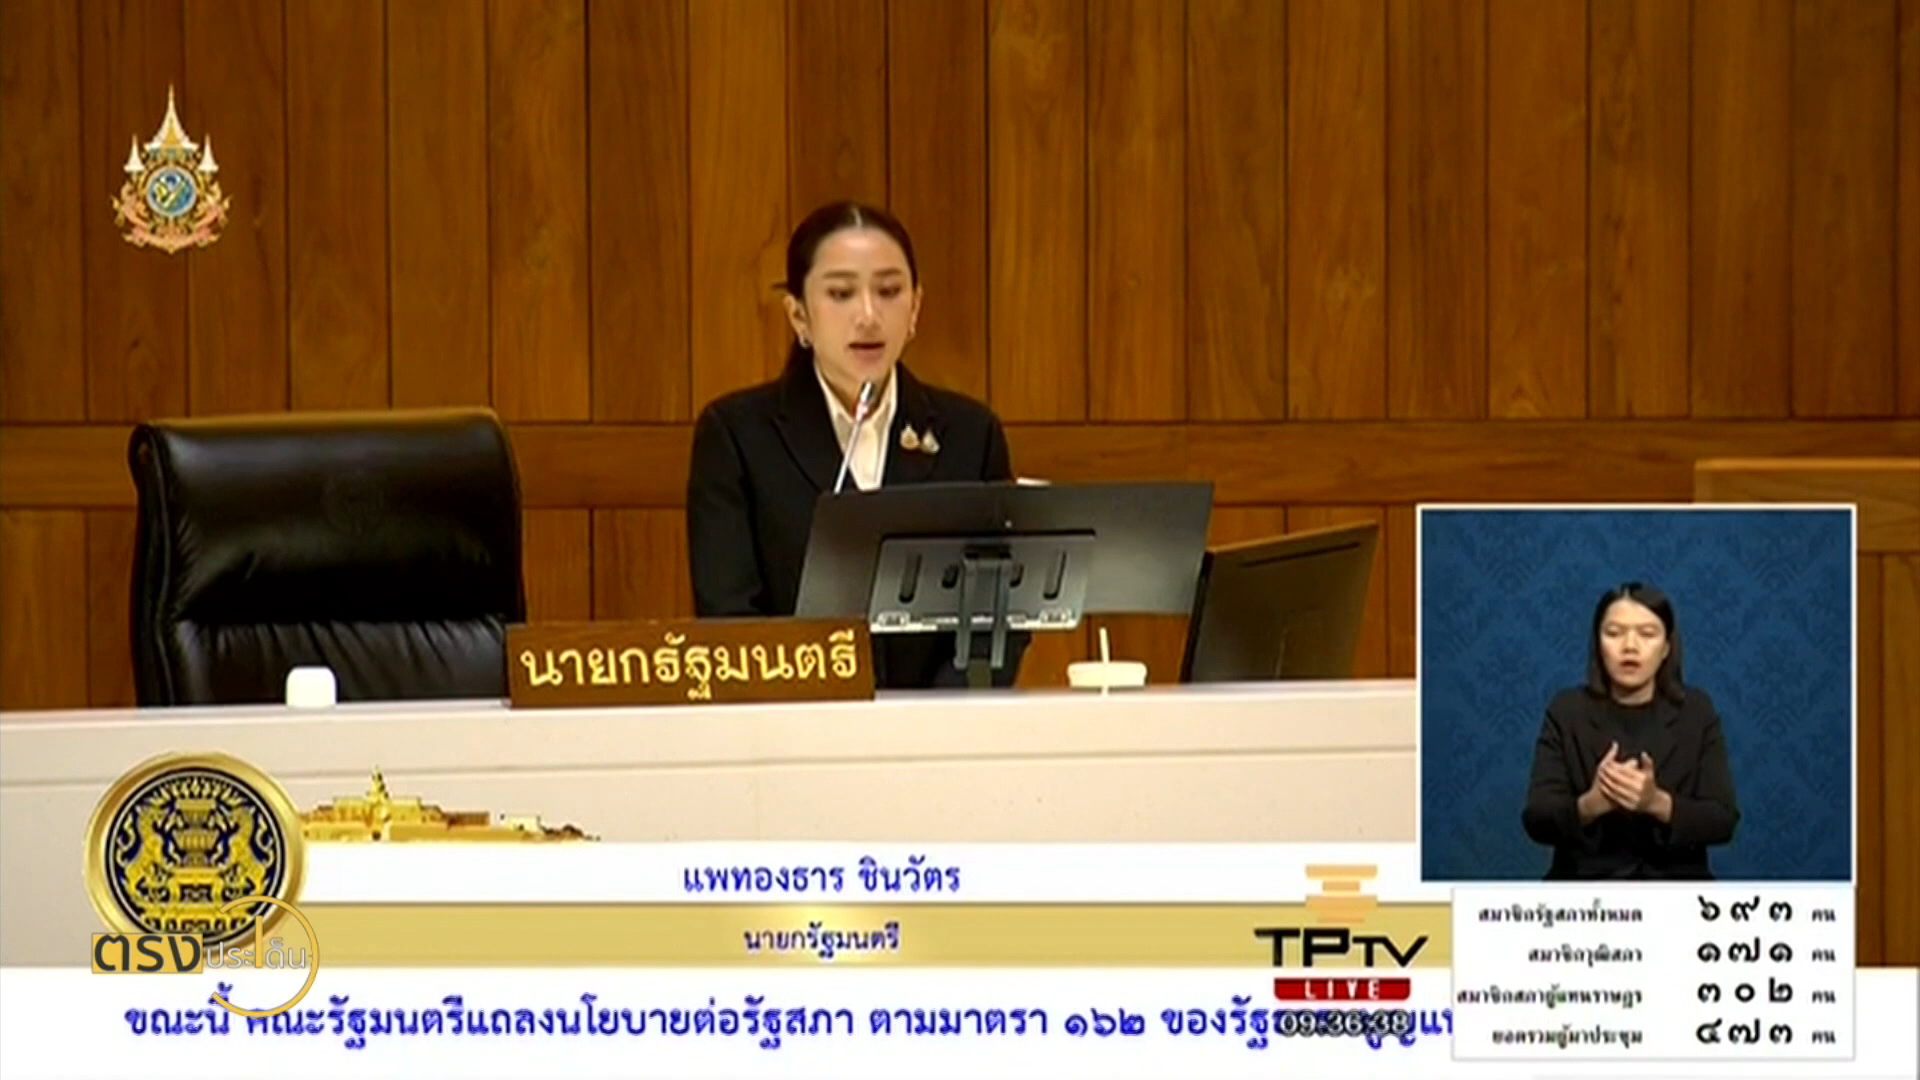 นายกรัฐมนตรี
แพทองธาร ชินวัตร
นายกรัฐมนตรี
ตรงประเด็น
TPTV
LIVE
09:36:38
ขณะนี้ คณะรัฐมนตรีแถลงนโยบายต่อรัฐสภา ตามมาตรา ๑๖๒ ของ
สมาชิกรัฐสภาทั้งหมด ๖๙๓ คน
สมาชิกวุฒิสภา ๑๗๑ คน
สมาชิกสภาผู้แทนราษฎร ๓๐๒ คน
ยอดรวมผู้มาประชุม ๔๗๓ คน